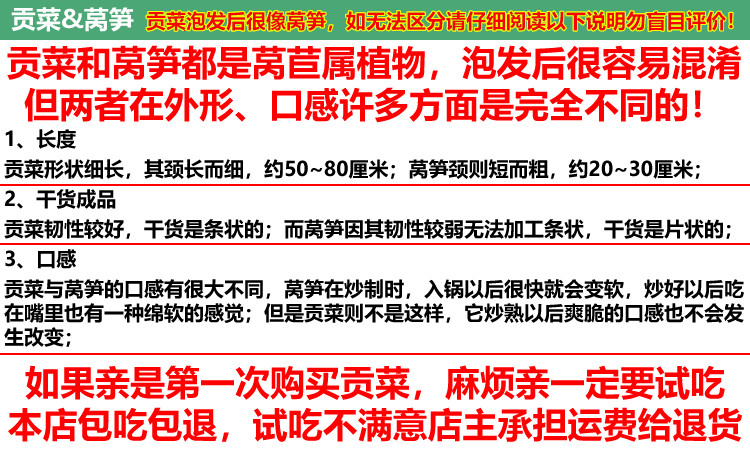 贡菜&莴笋 贡菜泡发后很像莴笋，如无法区分请仔细阅读以下说明勿盲目评价！
贡菜和莴笋都是莴苣属植物，泡发后很容易混淆
但两者在外形、口感许多方面是完全不同的！
1、长度
贡菜形状细长，其颈长而细，约50~80厘米；莴笋颈则短而粗，约20~30厘米；
2、干货成品
贡菜韧性较好，干货是条状的；而莴笋因其韧性较弱无法加工条状，干货是片状的；
3、口感
贡菜与莴笋的口感有很大不同，莴笋在炒制时，入锅以后很快就会变软，炒好以后吃
在嘴里也有一种绵软的感觉；但是贡菜则不是这样，它炒熟以后爽脆的口感也不会发
生改变；
如果亲是第一次购买贡菜，麻烦亲一定要试吃
本店包吃包退，试吃不满意店主承担运费给退货